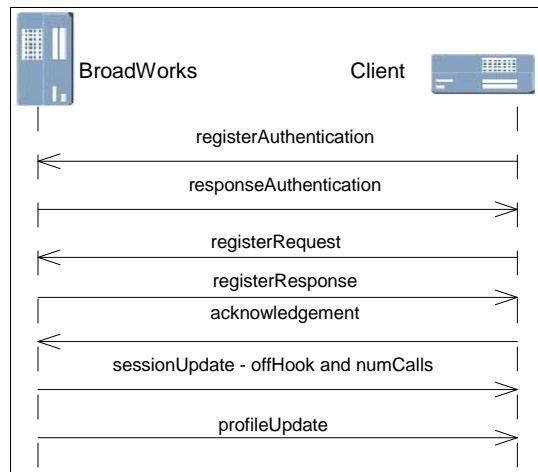 BroadWorks
Client
registerAuthentication
responseAuthentication
registerRequest
registerResponse
acknowledgement
sessionUpdate - offHook and numCalls
profileUpdate